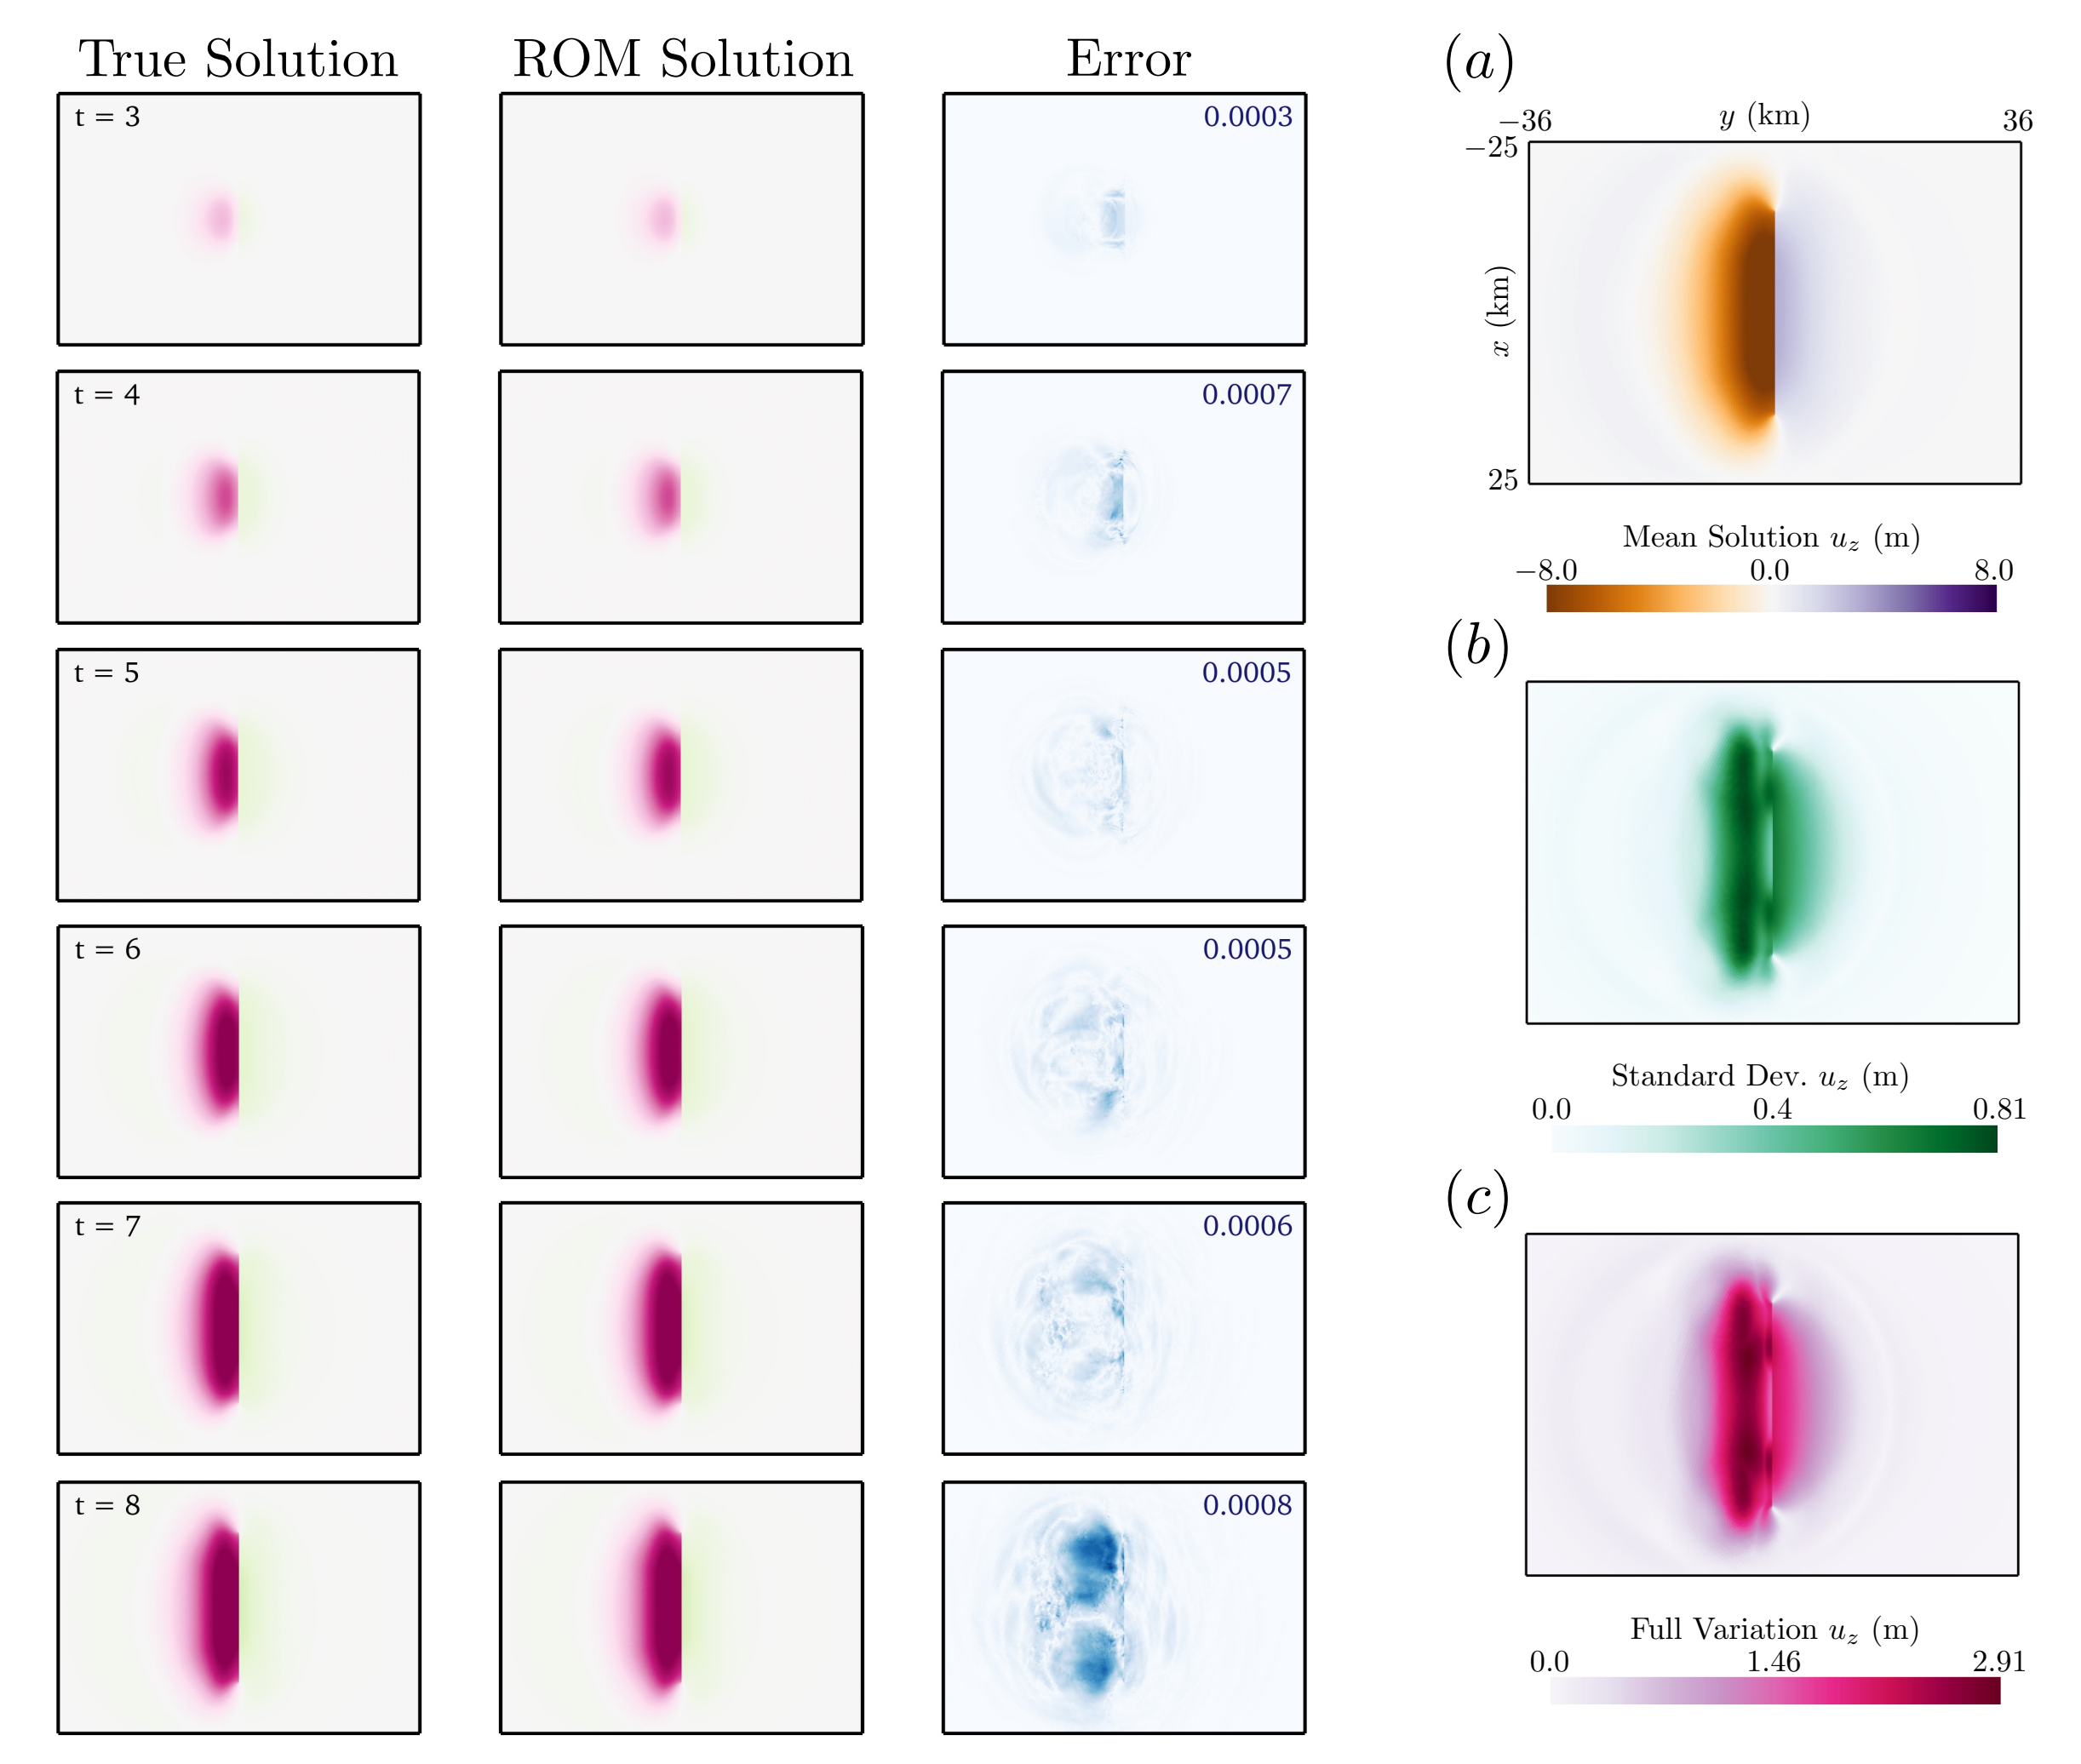 True Solution ROM Solution Error
t = 3
0.0003
t = 4
0.0007
t = 5
0.0005
t = 6
0.0005
t = 7
0.0006
t = 8
0.0008
(a)
−36 y (km) 36
−25
x (km)
25
Mean Solution u_z (m)
−8.0 0.0 8.0
(b)
Standard Dev. u_z (m)
0.0 0.4 0.81
(c)
Full Variation u_z (m)
0.0 1.46 2.91